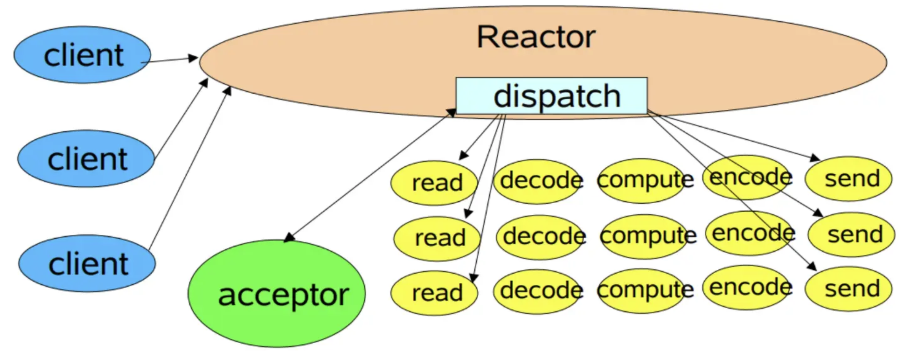 client
Reactor
dispatch
client
read decode compute encode send
read decode compute encode send
client
acceptor
read decode compute encode send